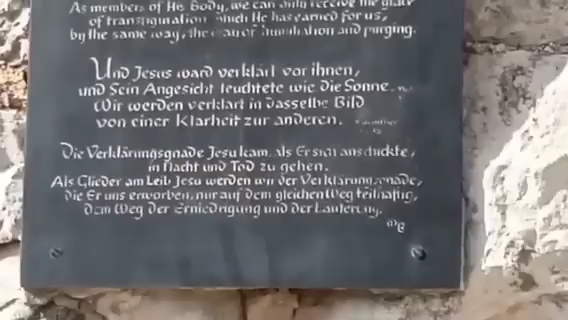 As members of His Body, we can only receive the grace
of transfiguration which He has earned for us,
by the same way, the way of humiliation and purging.
Und Jesus ward verklärt vor ihnen,
und Sein Angesicht leuchtete wie die Sonne.
Wir werden verklärt in dasselbe Bild
von einer Klarheit zur anderen.
Die Verklärungsgnade Jesu kam, als Er sich anschickte,
in Nacht und Tod zu gehen.
Als Glieder am Leib Jesu werden wir der Verklärungsgnade,
die Er uns erworben, nur auf dem gleichen Weg teilhaftig,
dem Weg der Erniedrigung und der Läuterung.